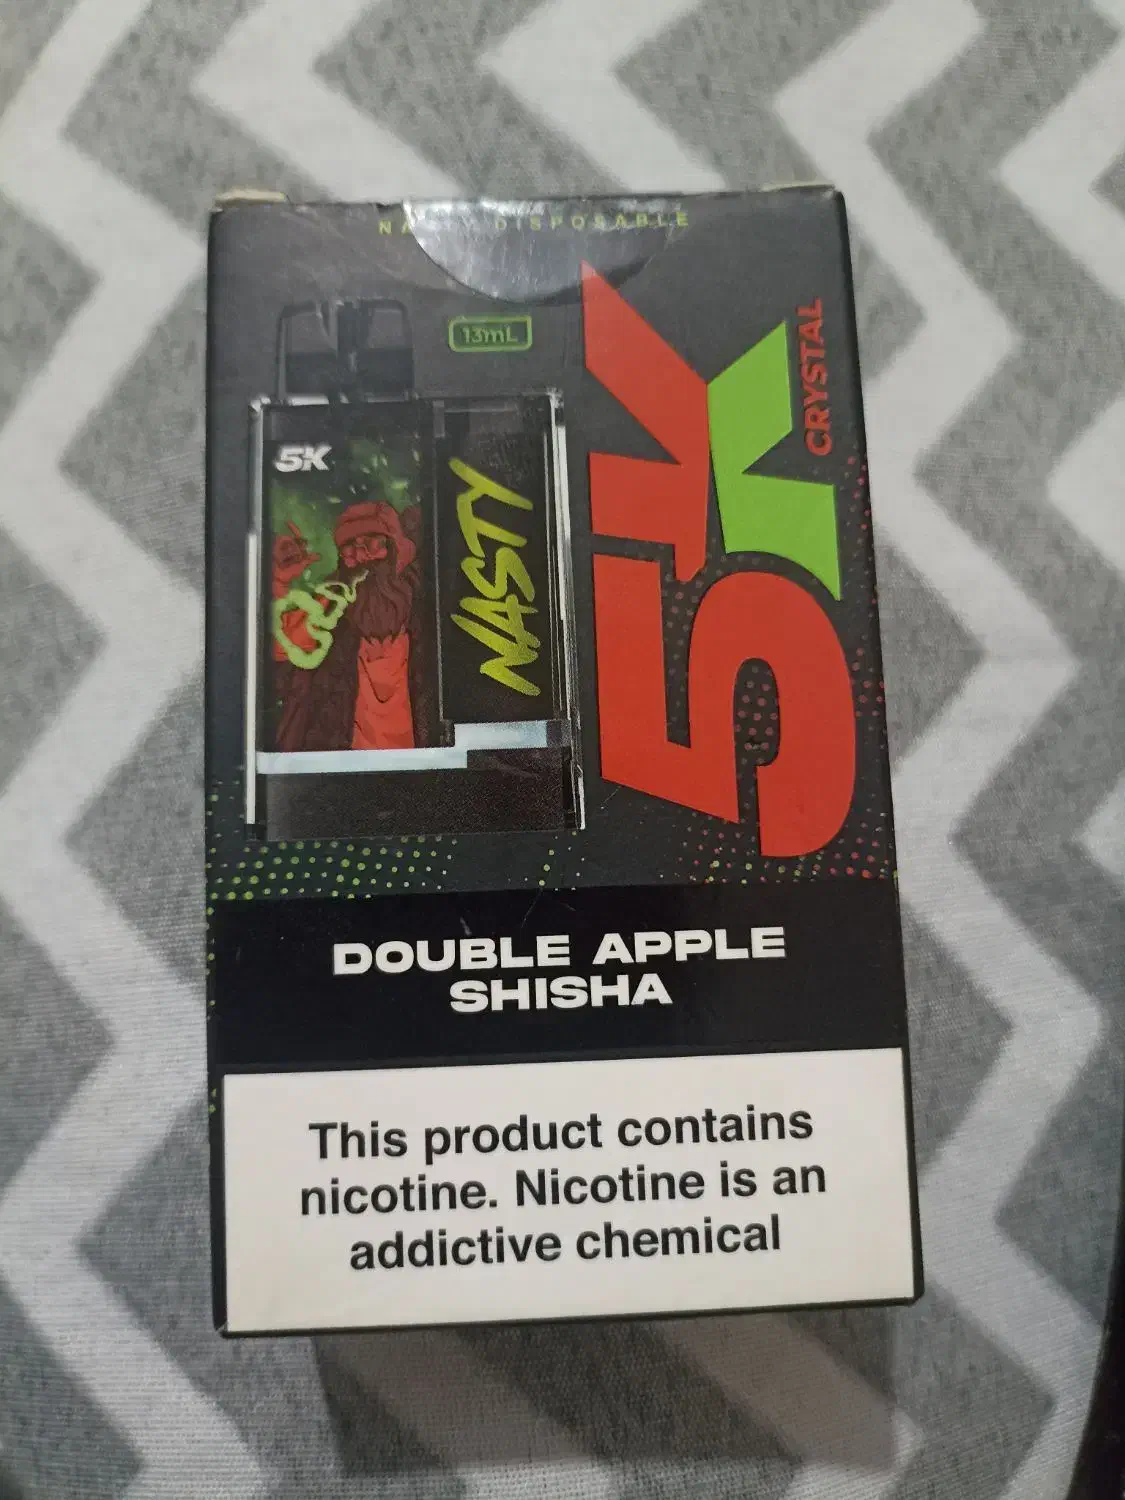 DISPOSABLE
13mL
5K
NASTY
5K
CRYSTAL
DOUBLE APPLE
SHISHA
This product contains
nicotine. Nicotine is an
addictive chemical